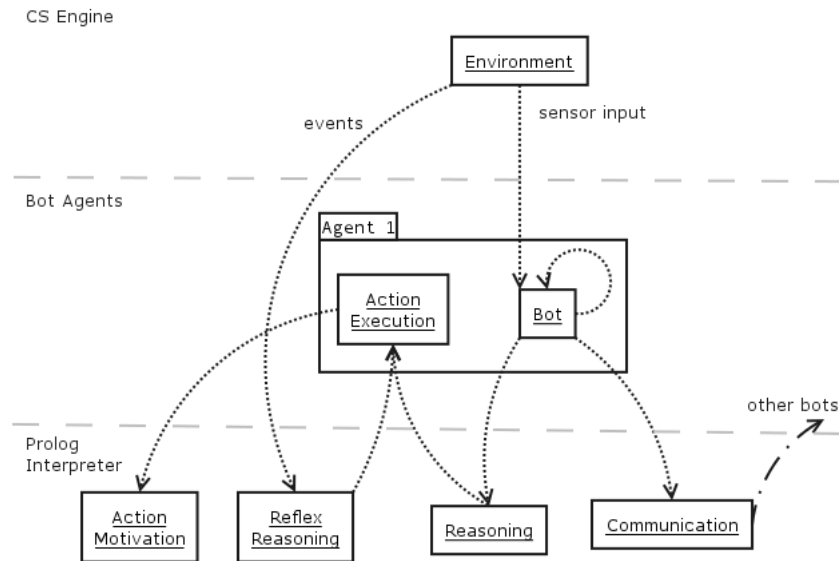 CS Engine
Environment
events
sensor input
Bot Agents
Agent 1
Action
Execution
Bot
other bots
Prolog
Interpreter
Action
Motivation
Reflex
Reasoning
Reasoning
Communication